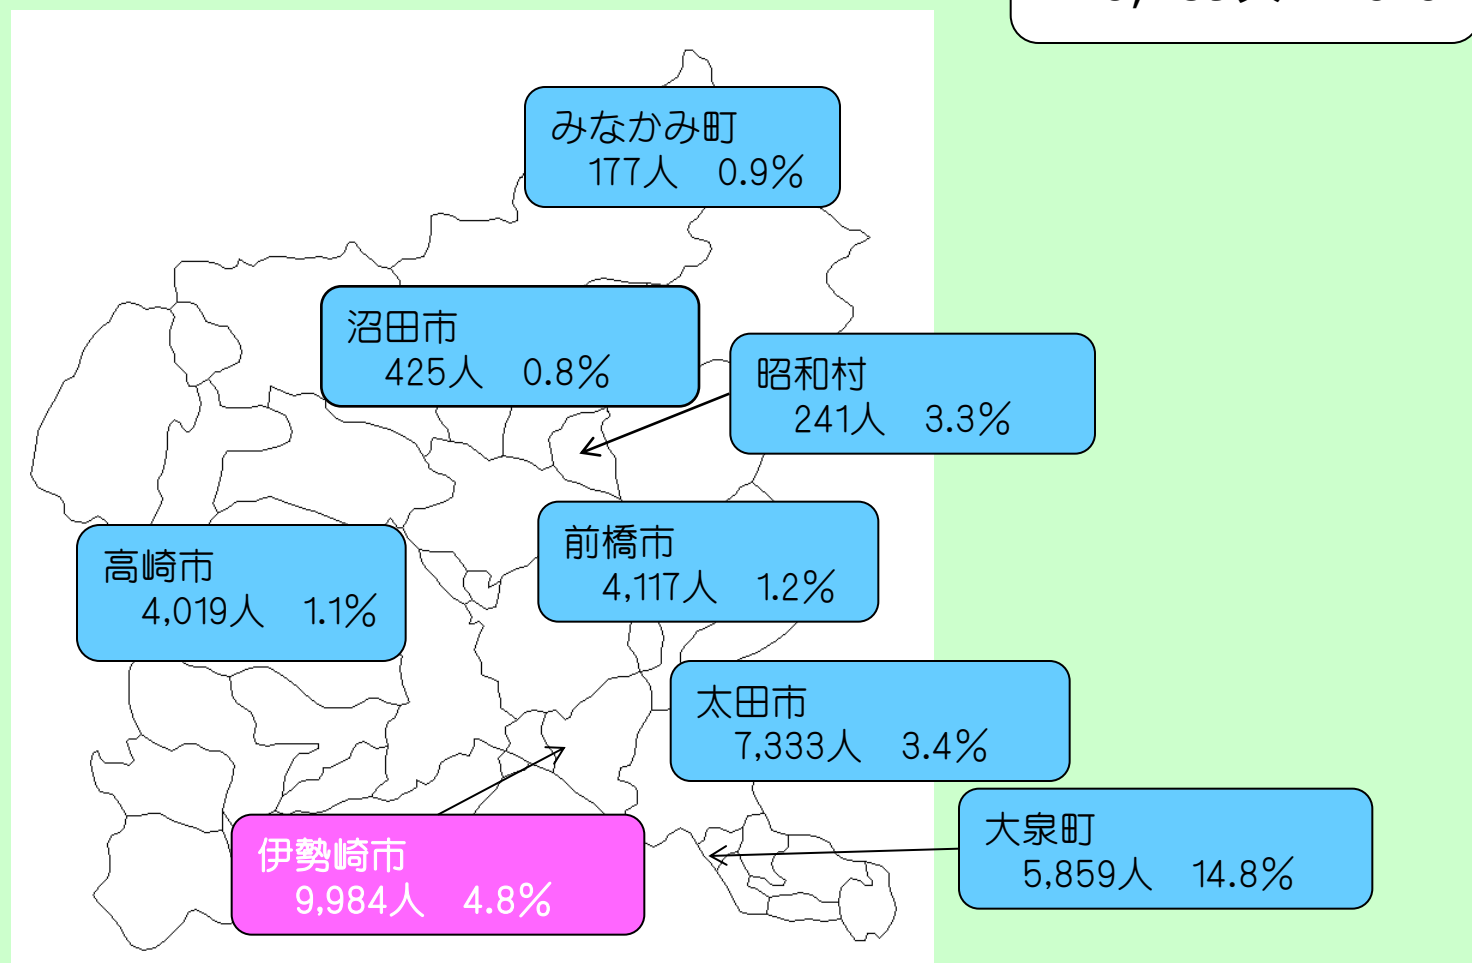 みなかみ町
177人 0.9%
沼田市
425人 0.8%
昭和村
241人 3.3%
前橋市
4,117人 1.2%
高崎市
4,019人 1.1%
太田市
7,333人 3.4%
大泉町
5,859人 14.8%
伊勢崎市
9,984人 4.8%